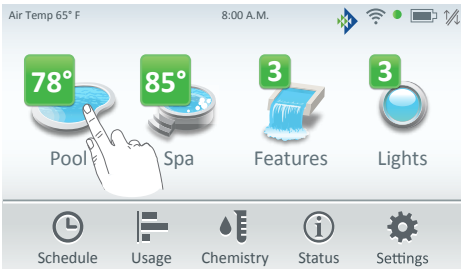 Air Temp 65° F 8:00 A.M.
78° 85° 3 3
Pool Spa Features Lights
Schedule Usage Chemistry Status Settings